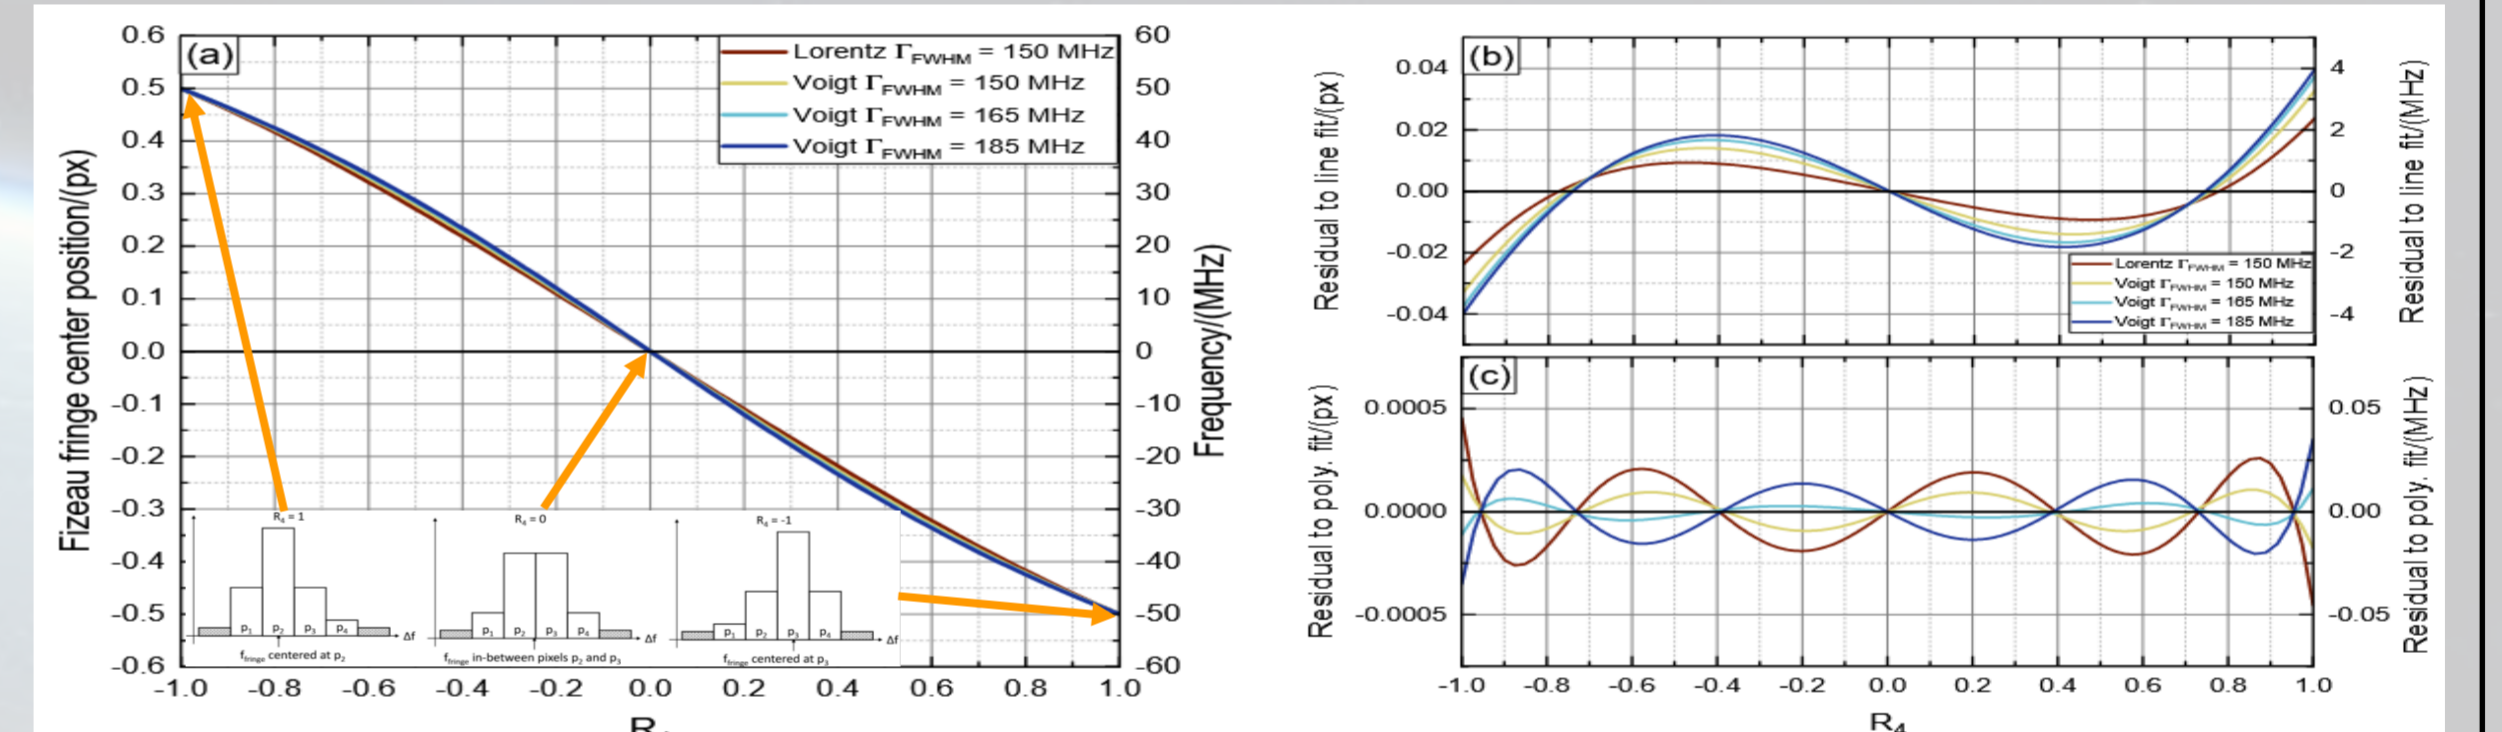 (a)
Lorentz ΓFWHM = 150 MHz
Voigt ΓFWHM = 150 MHz
Voigt ΓFWHM = 165 MHz
Voigt ΓFWHM = 185 MHz
Fizeau fringe center position/(px)
0.6
0.5
0.4
0.3
0.2
0.1
0.0
-0.1
-0.2
-0.3
-0.4
-0.5
-0.6
60
50
40
30
20
10
0
-10
-20
-30
-40
-50
-60
Frequency/(MHz)
R4 = 1
p1 p2 p3 p4 Δf
ffringe centered at p2
R4 = 0
p1 p2 p3 p4 Δf
ffringe in-between pixels p2 and p3
R4 = -1
p1 p2 p3 p4 Δf
ffringe centered at p3
-1.0 -0.8 -0.6 -0.4 -0.2 0.0 0.2 0.4 0.6 0.8 1.0
(b)
Residual to line fit/(px)
0.04
0.02
0.00
-0.02
-0.04
4
2
0
-2
-4
Residual to line fit/(MHz)
Lorentz ΓFWHM = 150 MHz
Voigt ΓFWHM = 150 MHz
Voigt ΓFWHM = 165 MHz
Voigt ΓFWHM = 185 MHz
(c)
Residual to poly. fit/(px)
0.0005
0.0000
-0.0005
0.05
0.00
-0.05
Residual to poly. fit/(MHz)
-1.0 -0.8 -0.6 -0.4 -0.2 0.0 0.2 0.4 0.6 0.8 1.0
R4